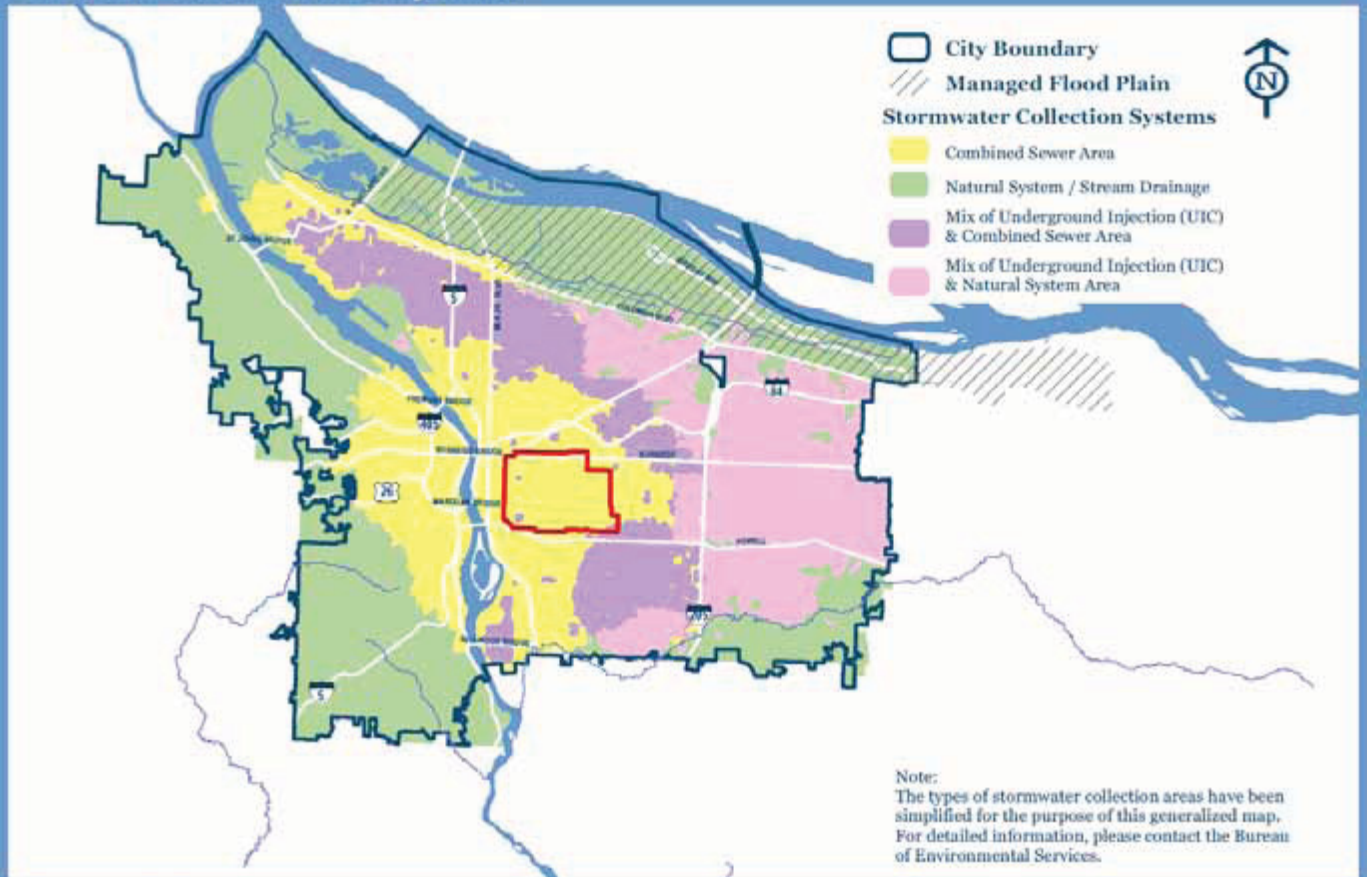 City Boundary
Managed Flood Plain
N
Stormwater Collection Systems
Combined Sewer Area
Natural System / Stream Drainage
Mix of Underground Injection (UIC)
& Combined Sewer Area
Mix of Underground Injection (UIC)
& Natural System Area
5
84
405
26
POWELL
205
5
Note:
The types of stormwater collection areas have been
simplified for the purpose of this generalized map.
For detailed information, please contact the Bureau
of Environmental Services.